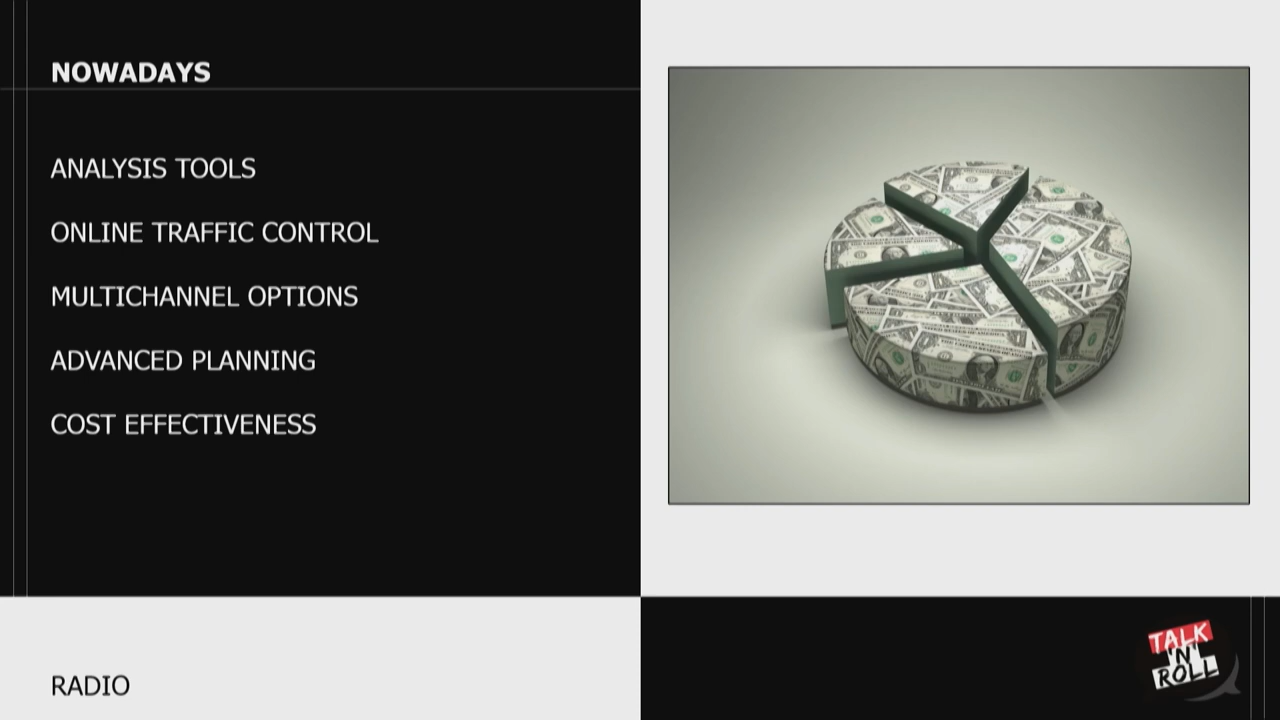 NOWADAYS
ANALYSIS TOOLS
ONLINE TRAFFIC CONTROL
MULTICHANNEL OPTIONS
ADVANCED PLANNING
COST EFFECTIVENESS
RADIO
TALK
'N'
ROLL